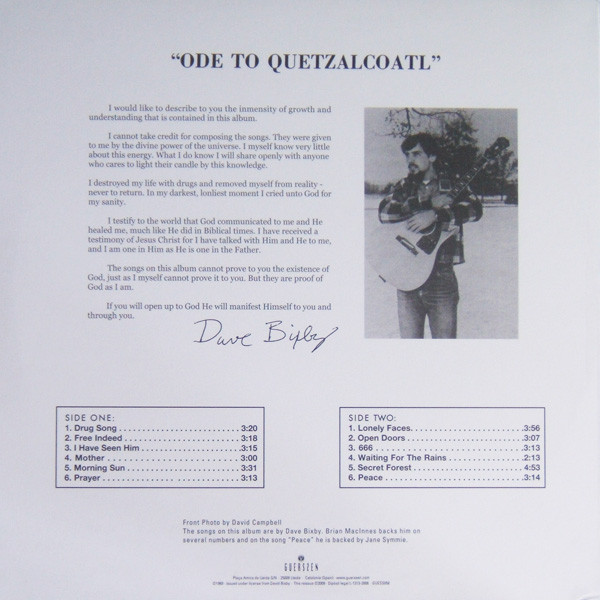 "ODE TO QUETZALCOATL"
I would like to describe to you the inmensity of growth and
understanding that is contained in this album.
I cannot take credit for composing the songs. They were given
to me by the divine power of the universe. I myself know very little
about this energy. What I do know I will share openly with anyone
who cares to light their candle by this knowledge.
I destroyed my life with drugs and removed myself from reality -
never to return. In my darkest, lonliest moment I cried unto God for
my sanity.
I testify to the world that God communicated to me and He
healed me, much like He did in Biblical times. I have received a
testimony of Jesus Christ for I have talked with Him and He to me,
and I am one in Him as He is one in the Father.
The songs on this album cannot prove to you the existence of
God, just as I myself cannot prove it to you. But they are proof of
God as I am.
If you will open up to God He will manifest Himself to you and
through you.
Dave Bixby
SIDE ONE:
1. Drug Song . . . . . . . . . . . . . . . . . . . . . 3:20
2. Free Indeed . . . . . . . . . . . . . . . . . . . . 3:18
3. I Have Seen Him . . . . . . . . . . . . . . . . 3:15
4. Mother . . . . . . . . . . . . . . . . . . . . . . . . 3:00
5. Morning Sun . . . . . . . . . . . . . . . . . . . 3:31
6. Prayer . . . . . . . . . . . . . . . . . . . . . . . . 3:13
SIDE TWO:
1. Lonely Faces. . . . . . . . . . . . . . . . . . . 3:56
2. Open Doors . . . . . . . . . . . . . . . . . . . 3:07
3. 666 . . . . . . . . . . . . . . . . . . . . . . . . . . 3:13
4. Waiting For The Rains . . . . . . . . . . . 2:13
5. Secret Forest . . . . . . . . . . . . . . . . . . 4:53
6. Peace . . . . . . . . . . . . . . . . . . . . . . . . 3:14
Front Photo by David Campbell
The songs on this album are by Dave Bixby. Brian MacInnes backs him on
several numbers and on the song "Peace" he is backed by Jane Symmie.
GUERSSEN